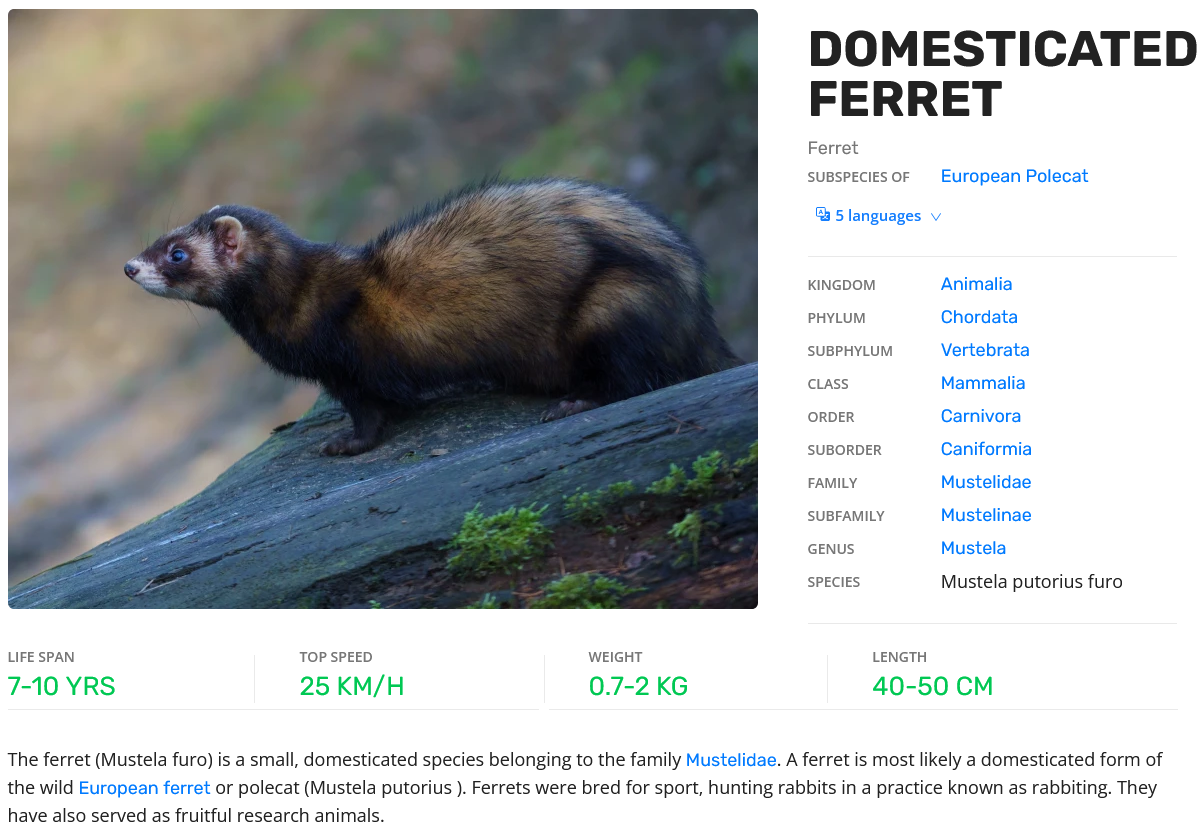 DOMESTICATED
FERRET
Ferret
SUBSPECIES OF European Polecat
5 languages
KINGDOM Animalia
PHYLUM Chordata
SUBPHYLUM Vertebrata
CLASS Mammalia
ORDER Carnivora
SUBORDER Caniformia
FAMILY Mustelidae
SUBFAMILY Mustelinae
GENUS Mustela
SPECIES Mustela putorius furo
LIFE SPAN TOP SPEED WEIGHT LENGTH
7-10 YRS 25 KM/H 0.7-2 KG 40-50 CM
The ferret (Mustela furo) is a small, domesticated species belonging to the family Mustelidae. A ferret is most likely a domesticated form of
the wild European ferret or polecat (Mustela putorius ). Ferrets were bred for sport, hunting rabbits in a practice known as rabbiting. They
have also served as fruitful research animals.